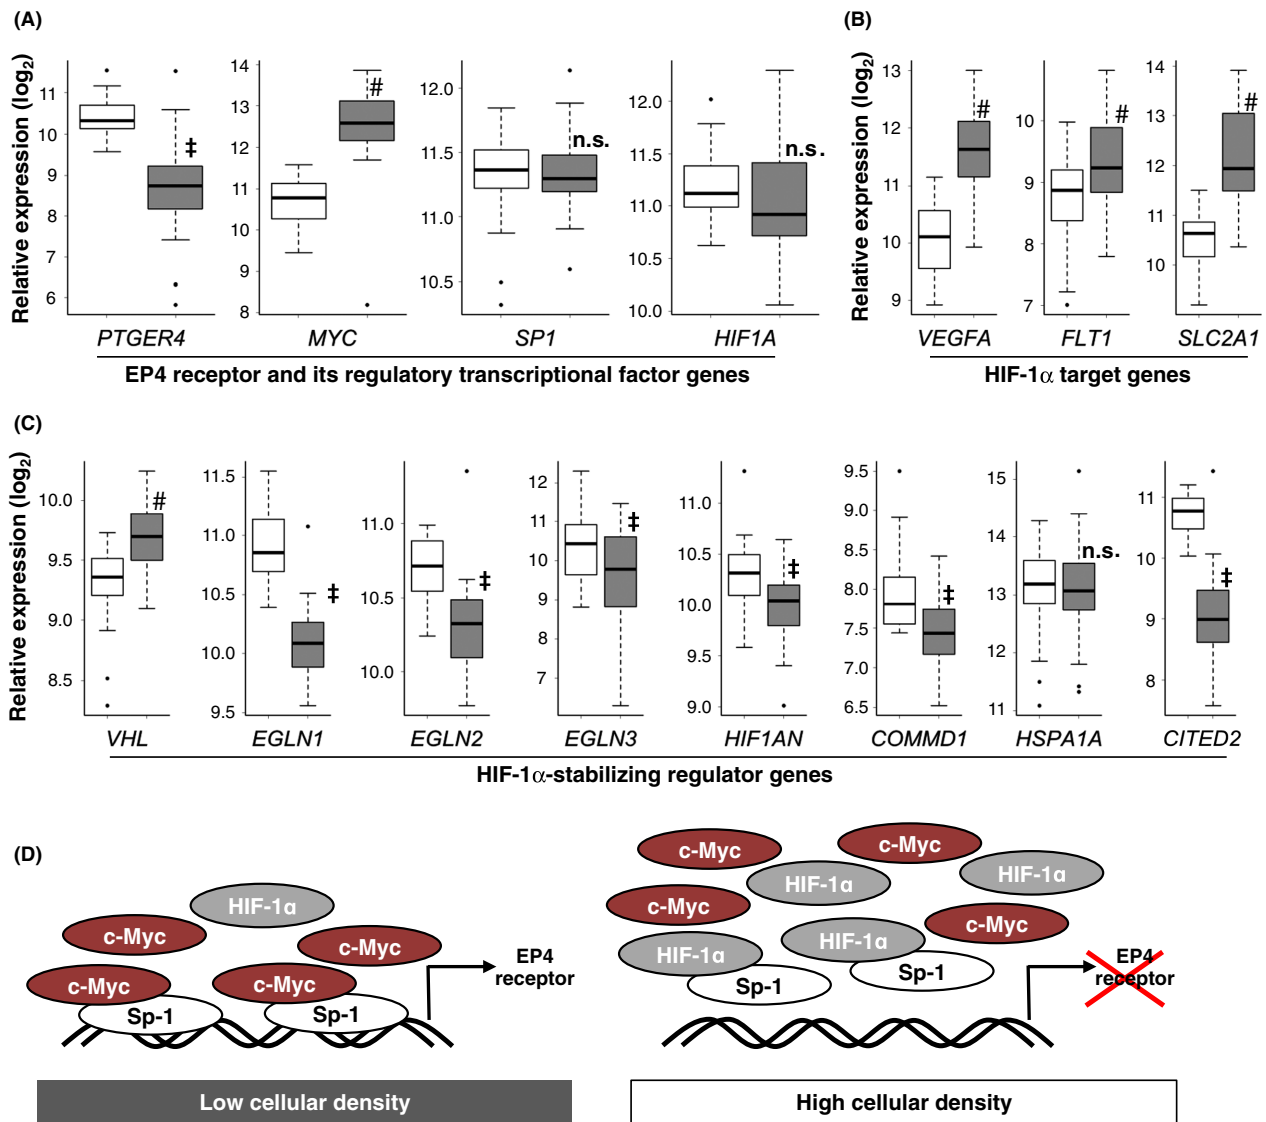 (A)
(B)
Relative expression (log2)
11
10
9
8
7
6
‡
14
13
12
11
10
9
8
#
12.0
11.5
11.0
10.5
n.s.
12.0
11.5
11.0
10.5
10.0
n.s.
PTGER4
MYC
SP1
HIF1A
EP4 receptor and its regulatory transcriptional factor genes
Relative expression (log2)
13
12
11
10
9
#
10
9
8
7
#
14
13
12
11
10
#
VEGFA
FLT1
SLC2A1
HIF-1α target genes
(C)
Relative expression (log2)
10.0
9.5
9.0
8.5
#
11.5
11.0
10.5
10.0
9.5
‡
11.0
10.5
10.0
‡
12
11
10
9
8
7
‡
11.0
10.5
10.0
9.5
9.0
‡
9.5
9.0
8.5
8.0
7.5
7.0
6.5
‡
15
14
13
12
11
n.s.
11
10
9
8
‡
VHL
EGLN1
EGLN2
EGLN3
HIF1AN
COMMD1
HSPA1A
CITED2
HIF-1α-stabilizing regulator genes
(D)
HIF-1α
c-Myc
c-Myc
c-Myc
c-Myc
Sp-1
Sp-1
EP4
receptor
Low cellular density
c-Myc
c-Myc
HIF-1α
HIF-1α
c-Myc
c-Myc
HIF-1α
HIF-1α
Sp-1
Sp-1
EP4
receptor
High cellular density